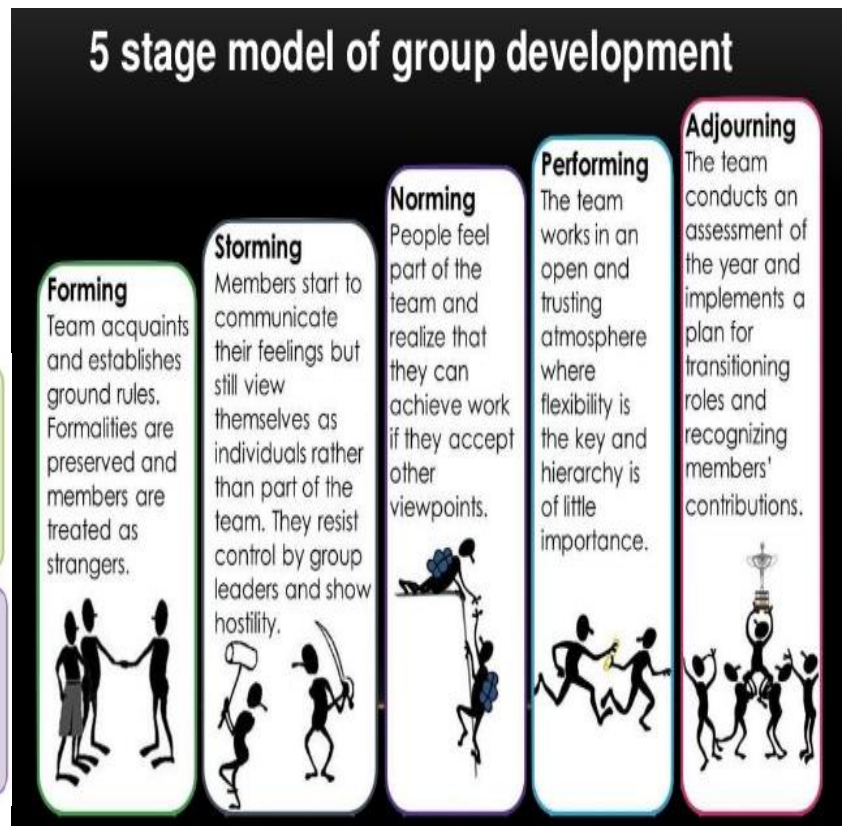 5 stage model of group development
Forming
Team acquaints
and establishes
ground rules.
Formalities are
preserved and
members are
treated as
strangers.
Storming
Members start to
communicate
their feelings but
still view
themselves as
individuals rather
than part of the
team. They resist
control by group
leaders and show
hostility.
Norming
People feel
part of the
team and
realize that
they can
achieve work
if they accept
other
viewpoints.
Performing
The team
works in an
open and
trusting
atmosphere
where
flexibility is
the key and
hierarchy is
of little
importance.
Adjourning
The team
conducts an
assessment of
the year and
implements a
plan for
transitioning
roles and
recognizing
members'
contributions.